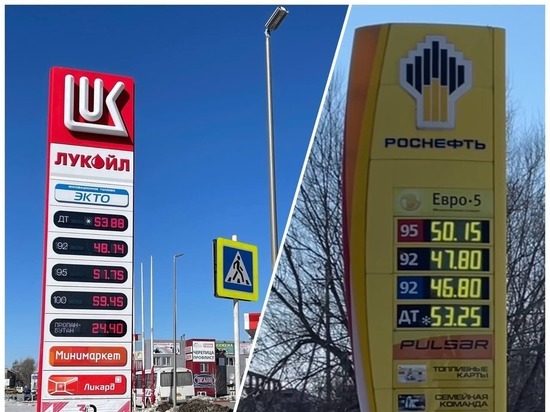 LUK
ЛУКОЙЛ
ЭКТО
ДТ *53.88
92 48.14
95 51.75
100 59.45
ПРОПАН-
БУТАН 24.40
Минимаркет
Ликард
РОСНЕФТЬ
Евро-5
95 50.15
92 47.80
92 46.80
ДТ *53.25
PULSAR
ТОПЛИВНЫЕ
КАРТЫ
СЕМЕЙНАЯ
КОМАНДА